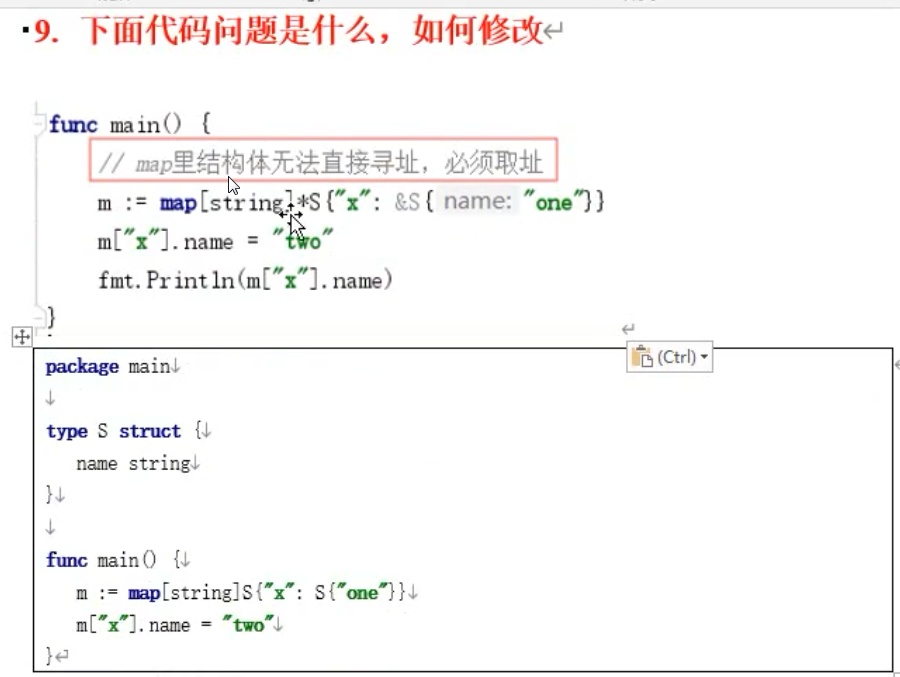 9. 下面代码问题是什么，如何修改↵
func main() {
// map里结构体无法直接寻址，必须取址
m := map[string]*S{"x": &S{ name: "one"}}
m["x"].name = "two"
fmt.Println(m["x"].name)
}
↵
(Ctrl)
package main↓
↓
type S struct {↓
name string↓
}↓
↓
func main() {↓
m := map[string]S{"x": S{"one"}}↓
m["x"].name = "two"↓
}↵